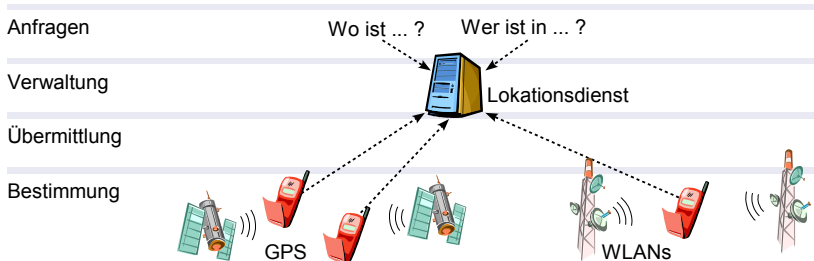 Anfragen
Wo ist ... ?
Wer ist in ... ?
Verwaltung
Lokationsdienst
Übermittlung
Bestimmung
GPS
WLANs